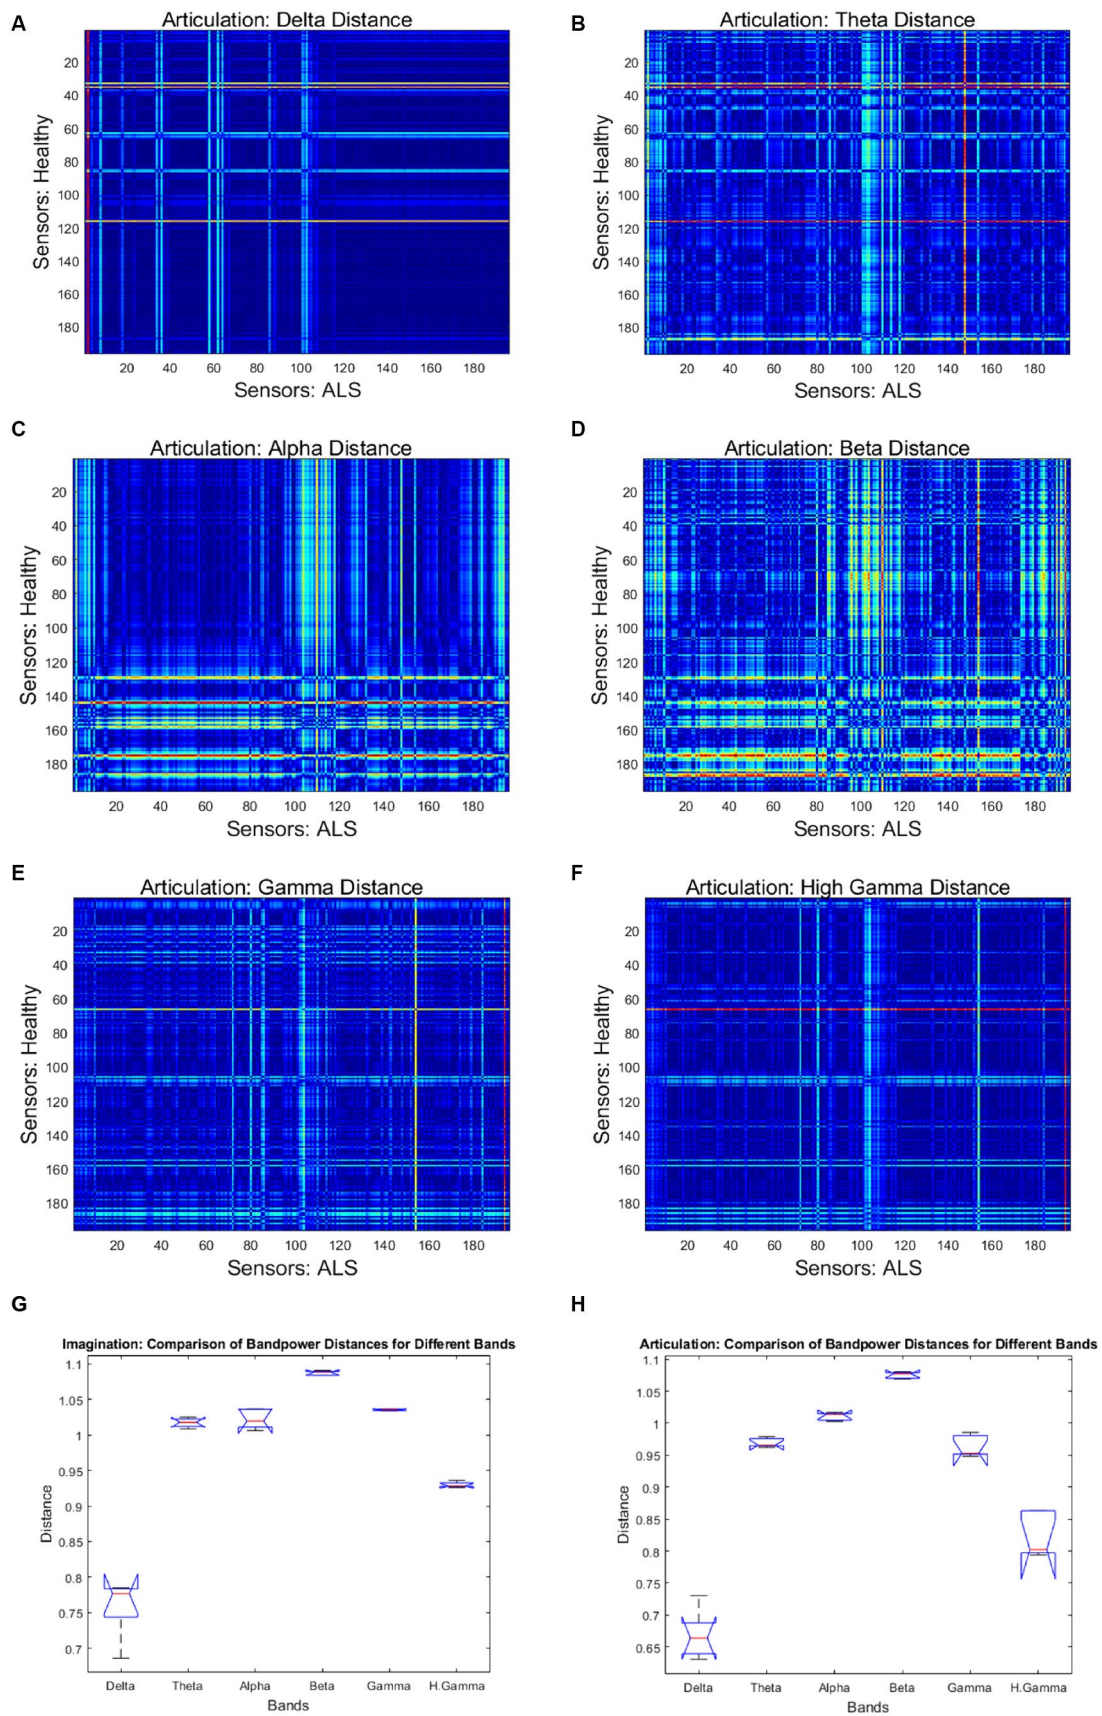 A
Articulation: Delta Distance
20
40
60
80
100
120
140
160
180
Sensors: Healthy
20 40 60 80 100 120 140 160 180
Sensors: ALS
B
Articulation: Theta Distance
20
40
60
80
100
120
140
160
180
Sensors: Healthy
20 40 60 80 100 120 140 160 180
Sensors: ALS
C
Articulation: Alpha Distance
20
40
60
80
100
120
140
160
180
Sensors: Healthy
20 40 60 80 100 120 140 160 180
Sensors: ALS
D
Articulation: Beta Distance
20
40
60
80
100
120
140
160
180
Sensors: Healthy
20 40 60 80 100 120 140 160 180
Sensors: ALS
E
Articulation: Gamma Distance
20
40
60
80
100
120
140
160
180
Sensors: Healthy
20 40 60 80 100 120 140 160 180
Sensors: ALS
F
Articulation: High Gamma Distance
20
40
60
80
100
120
140
160
180
Sensors: Healthy
20 40 60 80 100 120 140 160 180
Sensors: ALS
G
Imagination: Comparison of Bandpower Distances for Different Bands
1.1
1.05
1
0.95
0.9
0.85
0.8
0.75
0.7
Distance
Delta Theta Alpha Beta Gamma H.Gamma
Bands
H
Articulation: Comparison of Bandpower Distances for Different Bands
1.1
1.05
1
0.95
0.9
0.85
0.8
0.75
0.7
0.65
Distance
Delta Theta Alpha Beta Gamma H.Gamma
Bands